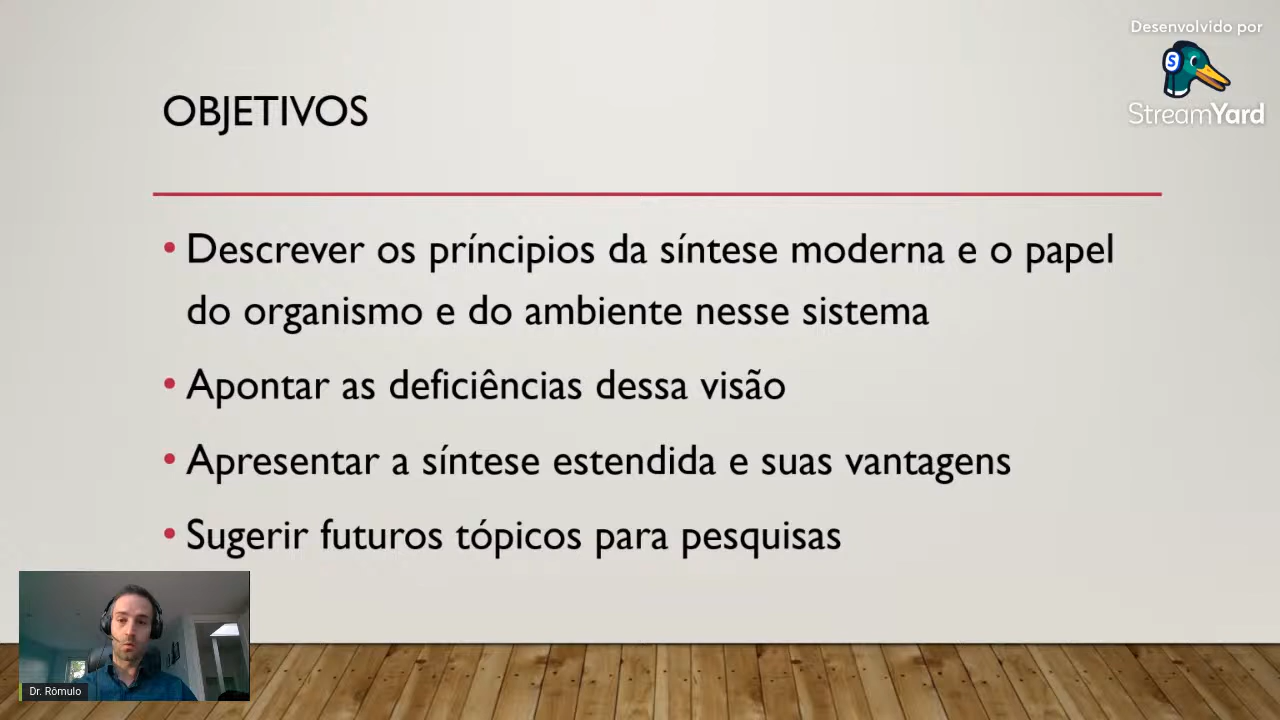 Desenvolvido por
S
StreamYard
OBJETIVOS
• Descrever os príncipios da síntese moderna e o papel
do organismo e do ambiente nesse sistema
• Apontar as deficiências dessa visão
• Apresentar a síntese estendida e suas vantagens
• Sugerir futuros tópicos para pesquisas
Dr. Rômulo